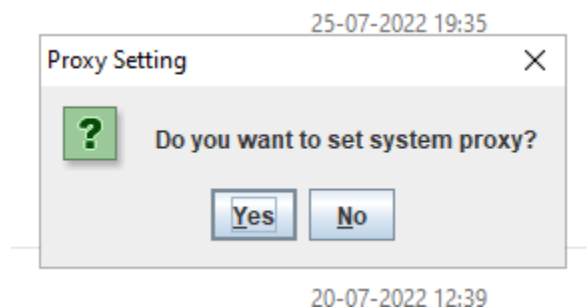 25-07-2022 19:35
Proxy Setting
?
Do you want to set system proxy?
Yes No
20-07-2022 12:39